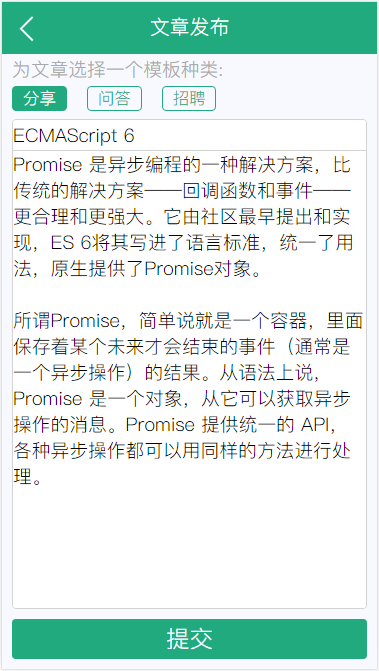 文章发布
为文章选择一个模板种类:
分享 问答 招聘
ECMAScript 6
Promise 是异步编程的一种解决方案，比
传统的解决方案——回调函数和事件——
更合理和更强大。它由社区最早提出和实
现，ES 6将其写进了语言标准，统一了用
法，原生提供了Promise对象。
所谓Promise，简单说就是一个容器，里面
保存着某个未来才会结束的事件（通常是
一个异步操作）的结果。从语法上说，
Promise 是一个对象，从它可以获取异步
操作的消息。Promise 提供统一的 API，
各种异步操作都可以用同样的方法进行处
理。
提交